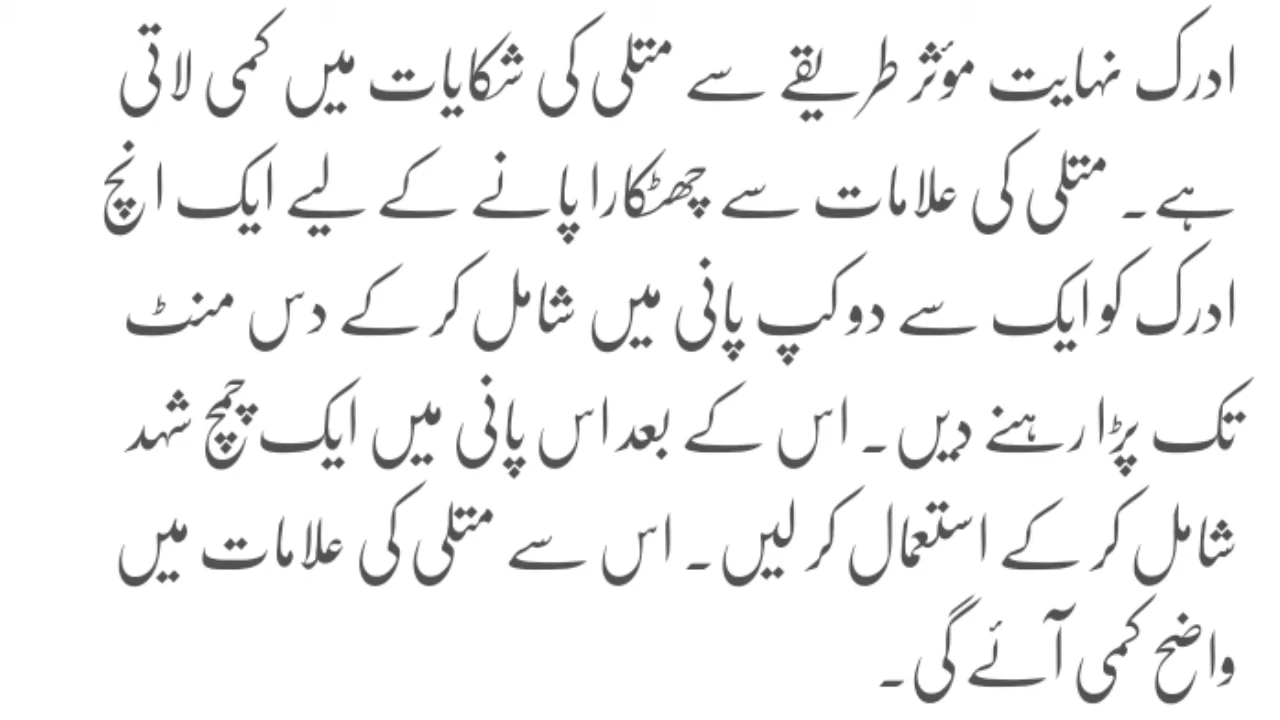 ادرک نہایت مؤثر طریقے سے متلی کی شکایات میں کمی لاتی
ہے۔ متلی کی علامات سے چھٹکارا پانے کے لیے ایک انچ
ادرک کو ایک سے دو کپ پانی میں شامل کر کے دس منٹ
تک پڑا رہنے دیں۔ اس کے بعد اس پانی میں ایک چمچ شہد
شامل کر کے استعمال کر لیں۔ اس سے متلی کی علامات میں
واضح کمی آئے گی۔